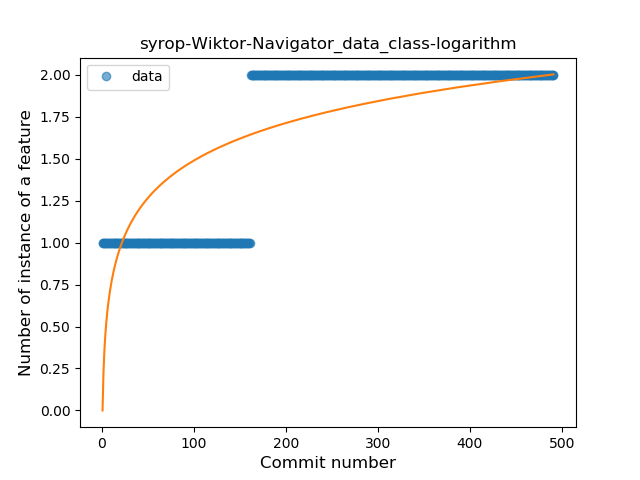 syrop-Wiktor-Navigator_data_class-logarithm
data
Number of instance of a feature
2.00
1.75
1.50
1.25
1.00
0.75
0.50
0.25
0.00
0 100 200 300 400 500
Commit number